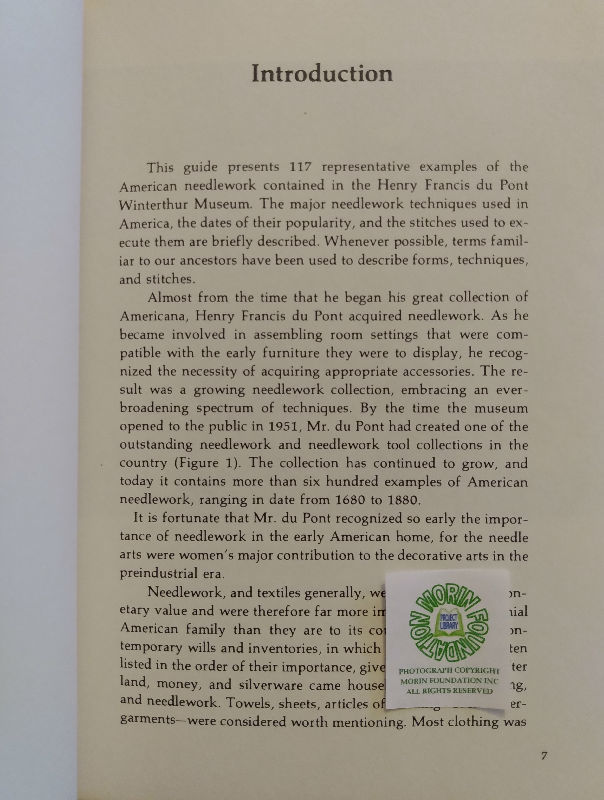 Introduction
This guide presents 117 representative examples of the
American needlework contained in the Henry Francis du Pont
Winterthur Museum. The major needlework techniques used in
America, the dates of their popularity, and the stitches used to ex-
ecute them are briefly described. Whenever possible, terms famil-
iar to our ancestors have been used to describe forms, techniques,
and stitches.
Almost from the time that he began his great collection of
Americana, Henry Francis du Pont acquired needlework. As he
became involved in assembling room settings that were com-
patible with the early furniture they were to display, he recog-
nized the necessity of acquiring appropriate accessories. The re-
sult was a growing needlework collection, embracing an ever-
broadening spectrum of techniques. By the time the museum
opened to the public in 1951, Mr. du Pont had created one of the
outstanding needlework and needlework tool collections in the
country (Figure 1). The collection has continued to grow, and
today it contains more than six hundred examples of American
needlework, ranging in date from 1680 to 1880.
It is fortunate that Mr. du Pont recognized so early the impor-
tance of needlework in the early American home, for the needle
arts were women's major contribution to the decorative arts in the
preindustrial era.
Needlework, and textiles generally, on-
etary value and were therefore far more
American family than they are to its
temporary wills and inventories, in which
listed in the order of their importance,
land, money, and silverware came
and needlework. Towels, sheets, articles of
garments—were considered worth mentioning. Most clothing was
MORIN FOUNDATION
PROJECT
LIBRARY
PHOTOGRAPH COPYRIGHT
MORIN FOUNDATION INC
ALL RIGHTS RESERVED
7